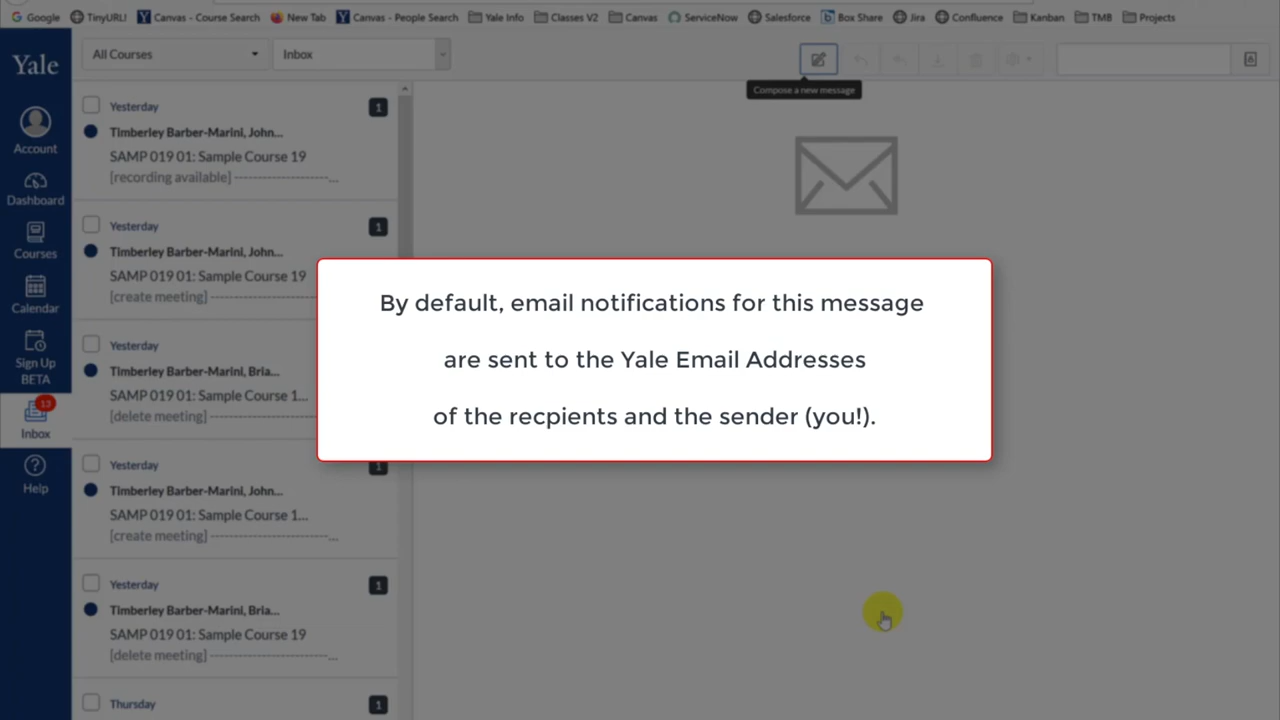 Google TinyURL! Canvas - Course Search New Tab Canvas - People Search Yale Info Classes V2 Canvas ServiceNow Salesforce Box Share Jira Confluence Kanban TMB Projects
Yale
All Courses
Inbox
Compose a new message
Account
Dashboard
Courses
Calendar
Sign Up
BETA
13
Inbox
Help
Yesterday 1
Timberley Barber-Marini, John...
SAMP 019 01: Sample Course 19
[recording available] --------------------...
Yesterday 1
Timberley Barber-Marini, John...
SAMP 019 01: Sample Course 19
[create meeting] --------------------
Yesterday
Timberley Barber-Marini, Bria...
SAMP 019 01: Sample Course 1...
[delete meeting] --------------------
Yesterday 1
Timberley Barber-Marini, John...
SAMP 019 01: Sample Course 1...
[create meeting] -------------------------...
Yesterday 1
Timberley Barber-Marini, Bria...
SAMP 019 01: Sample Course 19
[delete meeting] -------------------------...
Thursday 1
By default, email notifications for this message
are sent to the Yale Email Addresses
of the recpients and the sender (you!).